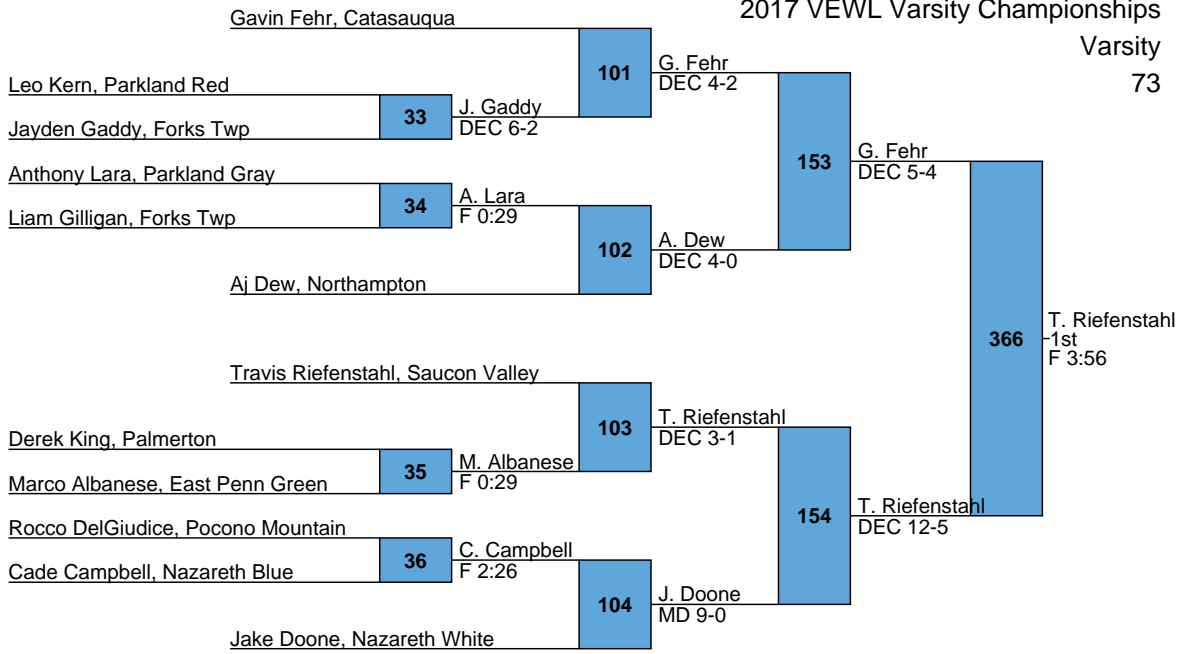 2017 VEWL Varsity Championships
Varsity
73
Gavin Fehr, Catasauqua
101
G. Fehr
DEC 4-2
Leo Kern, Parkland Red
33
J. Gaddy
DEC 6-2
Jayden Gaddy, Forks Twp
153
G. Fehr
DEC 5-4
Anthony Lara, Parkland Gray
34
A. Lara
F 0:29
Liam Gilligan, Forks Twp
102
A. Dew
DEC 4-0
Aj Dew, Northampton
366
T. Riefenstahl
1st
F 3:56
Travis Riefenstahl, Saucon Valley
103
T. Riefenstahl
DEC 3-1
Derek King, Palmerton
35
M. Albanese
F 0:29
Marco Albanese, East Penn Green
154
T. Riefenstahl
DEC 12-5
Rocco DelGiudice, Pocono Mountain
36
C. Campbell
F 2:26
Cade Campbell, Nazareth Blue
104
J. Doone
MD 9-0
Jake Doone, Nazareth White